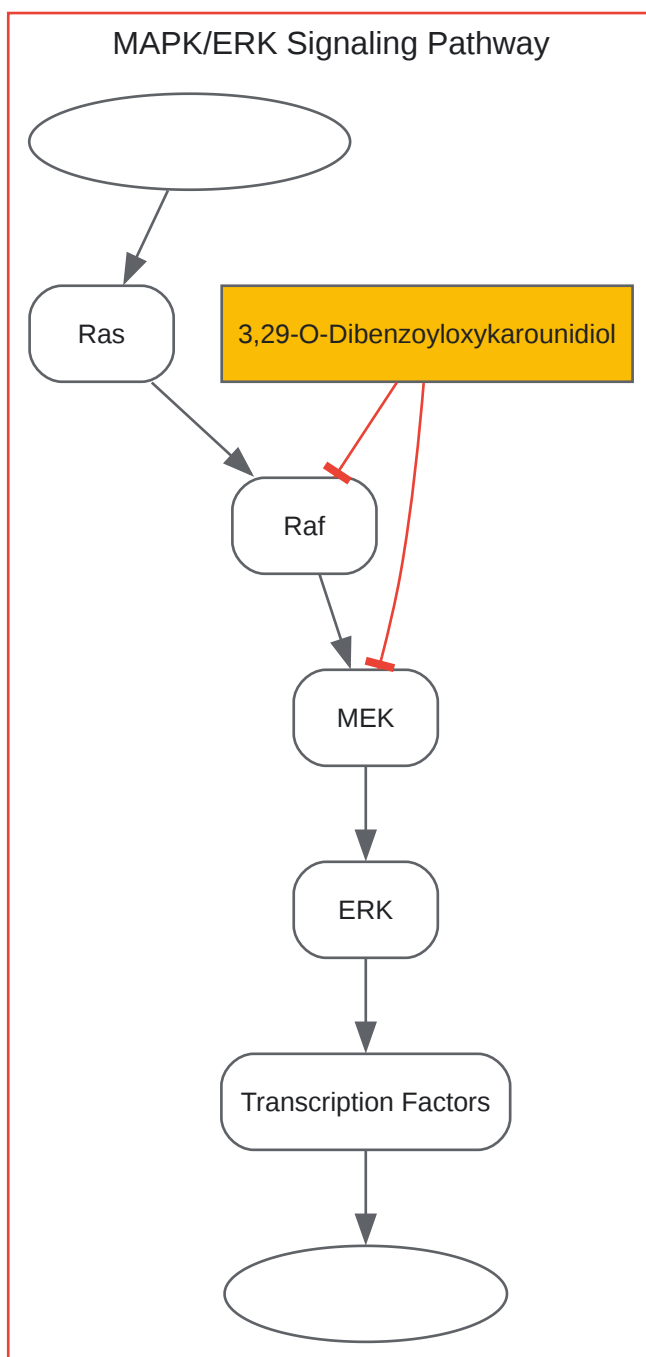 MAPK/ERK Signaling Pathway
Ras
3,29-O-Dibenzoyloxykarounidiol
Raf
MEK
ERK
Transcription Factors